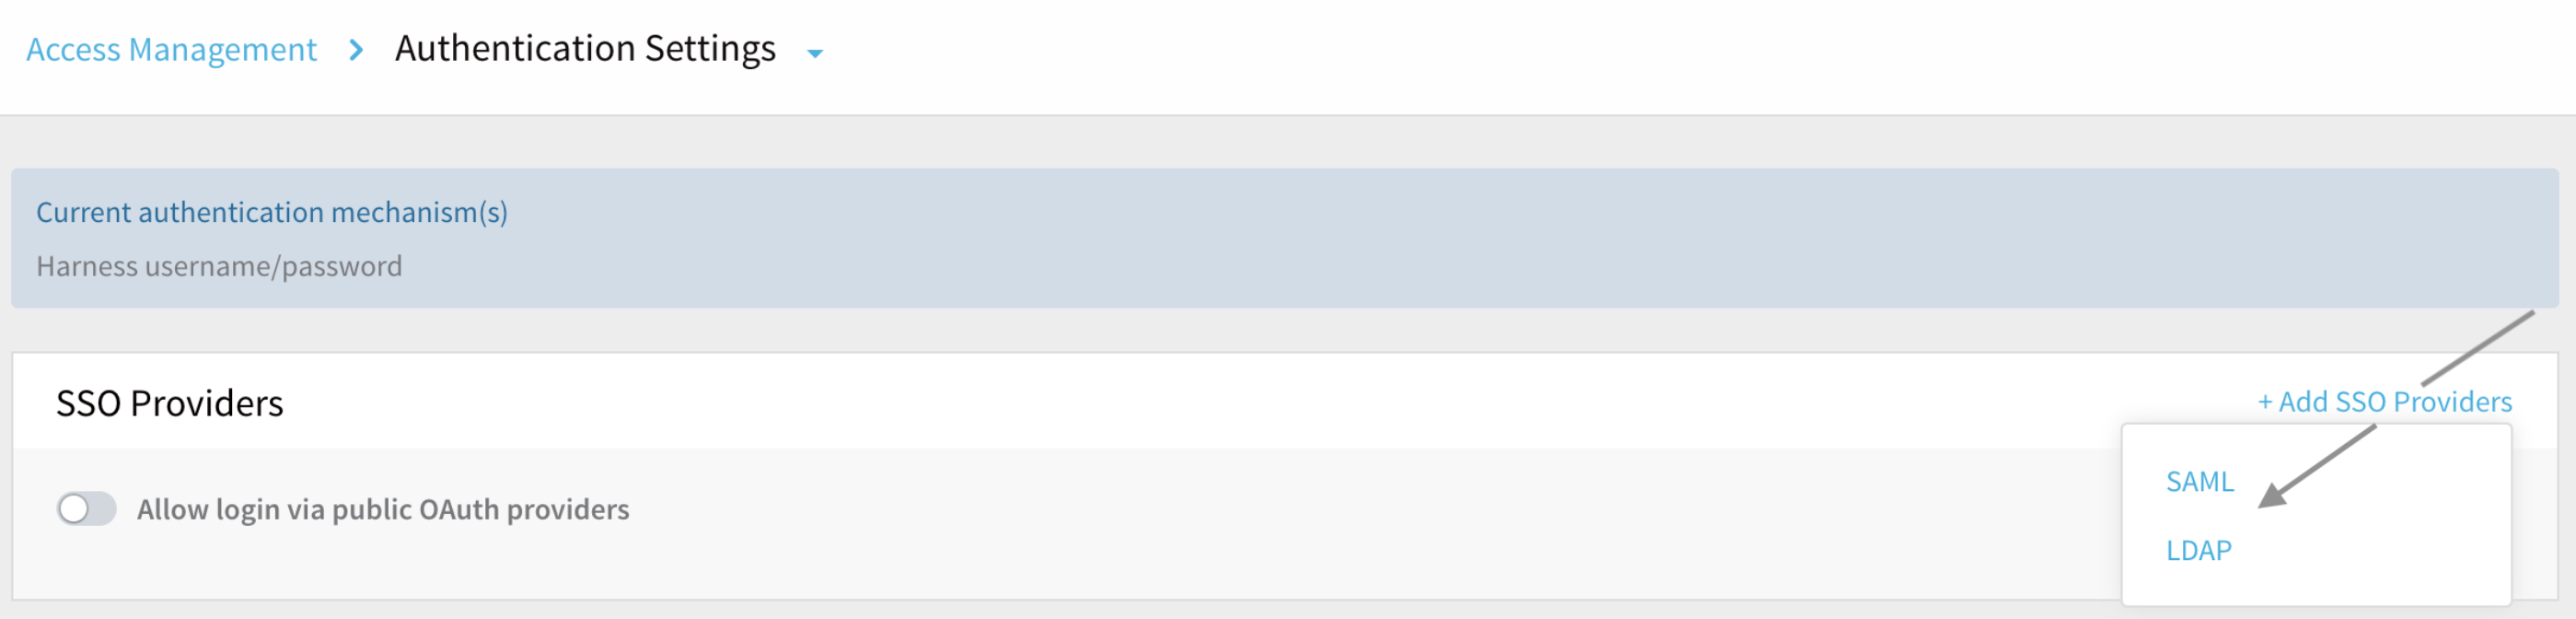 Access Management > Authentication Settings
Current authentication mechanism(s)
Harness username/password
SSO Providers
+ Add SSO Providers
SAML
Allow login via public OAuth providers
LDAP